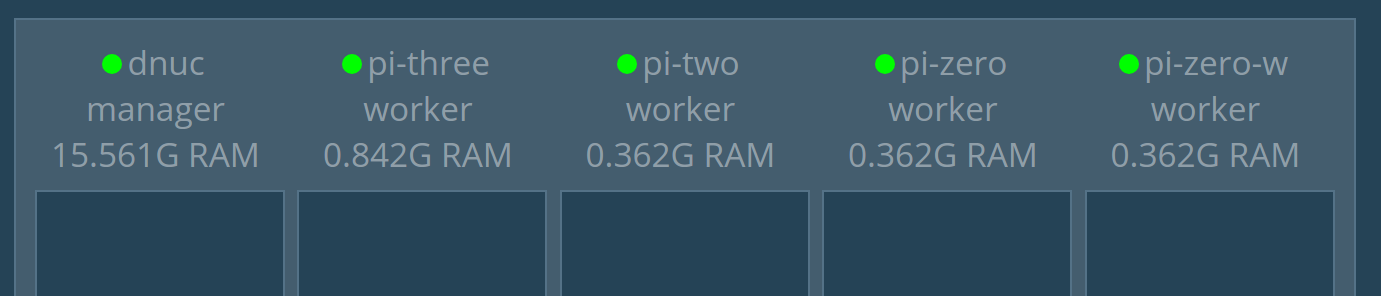 dnuc pi-three pi-two pi-zero pi-zero-w
manager worker worker worker worker
15.561G RAM 0.842G RAM 0.362G RAM 0.362G RAM 0.362G RAM